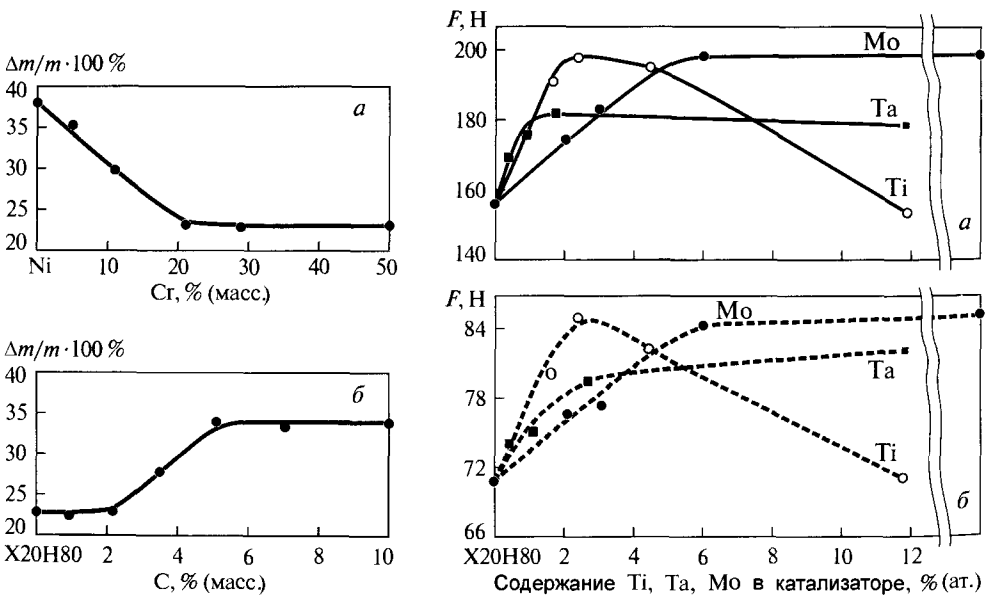 Δm/m·100 %
40
35
30
25
20
а
Ni
10
20
30
40
50
Cr, % (масс.)
Δm/m·100 %
40
35
30
25
20
б
Х20Н80
2
4
6
8
10
C, % (масс.)
F, Н
200
180
160
140
Mo
Ta
Ti
а
F, Н
84
78
72
66
Mo
Ta
Ti
б
Х20Н80
2
4
6
8
10
12
Содержание Ti, Ta, Mo в катализаторе, % (ат.)